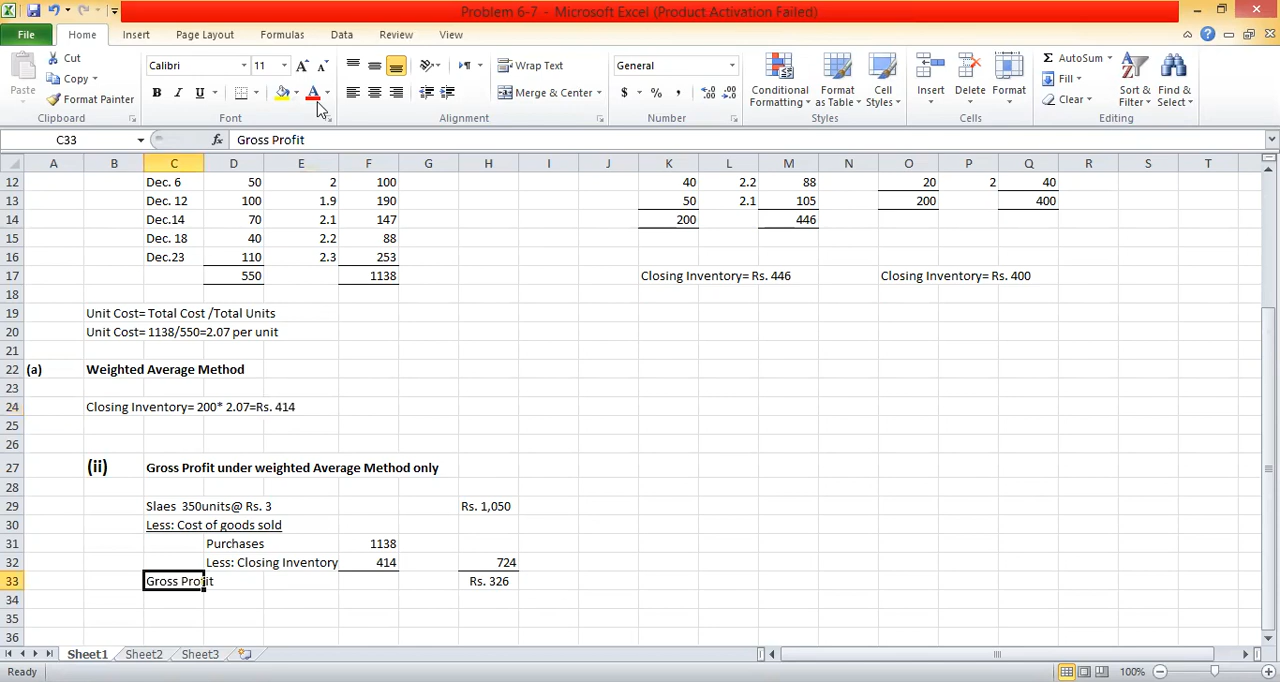 Problem 6-7 - Microsoft Excel (Product Activation Failed)
File Home Insert Page Layout Formulas Data Review View
Paste Cut Copy Format Painter Clipboard
Calibri 11 B I U Font
Wrap Text Merge & Center Alignment
General $ % , Number
Conditional Formatting Format as Table Cell Styles Styles
Insert Delete Format Cells
AutoSum Fill Clear Sort & Filter Find & Select Editing
C33 fx Gross Profit
A B C D E F G H I J K L M N O P Q R S T
12 Dec. 6 50 2 100 40 2.2 88 20 2 40
13 Dec. 12 100 1.9 190 50 2.1 105 200 400
14 Dec.14 70 2.1 147 200 446
15 Dec. 18 40 2.2 88
16 Dec.23 110 2.3 253
17 550 1138 Closing Inventory= Rs. 446 Closing Inventory= Rs. 400
18
19 Unit Cost= Total Cost /Total Units
20 Unit Cost= 1138/550=2.07 per unit
21
22 (a) Weighted Average Method
23
24 Closing Inventory= 200* 2.07=Rs. 414
25
26
27 (ii) Gross Profit under weighted Average Method only
28
29 Slaes 350units@ Rs. 3 Rs. 1,050
30 Less: Cost of goods sold
31 Purchases 1138
32 Less: Closing Inventory 414 724
33 Gross Profit Rs. 326
34
35
36
Sheet1 Sheet2 Sheet3
Ready 100%